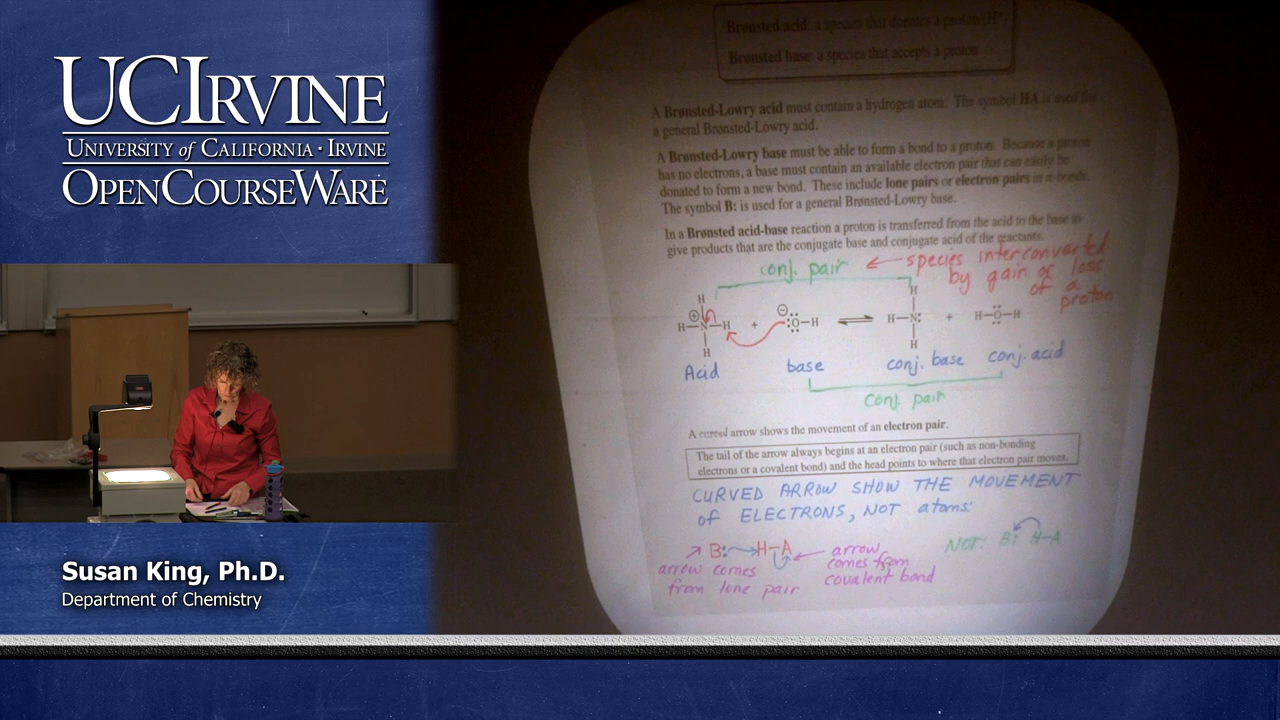 UCIRVINE
UNIVERSITY of CALIFORNIA · IRVINE
OPENCOURSEWARE
Susan King, Ph.D.
Department of Chemistry
Brønsted acid: a species that donates a proton (H⁺)
Brønsted base: a species that accepts a proton
A Brønsted-Lowry acid must contain a hydrogen atom. The symbol HA is used for
a general Brønsted-Lowry acid.
A Brønsted-Lowry base must be able to form a bond to a proton. Because a proton
has no electrons, a base must contain an available electron pair that can easily be
donated to form a new bond. These include lone pairs or electron pairs in π-bonds.
The symbol B: is used for a general Brønsted-Lowry base.
In a Brønsted acid-base reaction a proton is transferred from the acid to the base to
give products that are the conjugate base and conjugate acid of the reactants.
conj. pair ← species interconverted
by gain or loss
of a
proton
H H
⊕ ⊖
H—N—H + :Ö—H ⇌ H—N: + H—Ö—H
H H
Acid base conj. base conj. acid
conj pair
A curved arrow shows the movement of an electron pair.
The tail of the arrow always begins at an electron pair (such as non-bonding
electrons or a covalent bond) and the head points to where that electron pair moves.
CURVED ARROW SHOW THE MOVEMENT
of ELECTRONS, NOT atoms:
B: H—A ← arrow NOT: B: H—A
arrow comes comes from
from lone pair covalent bond